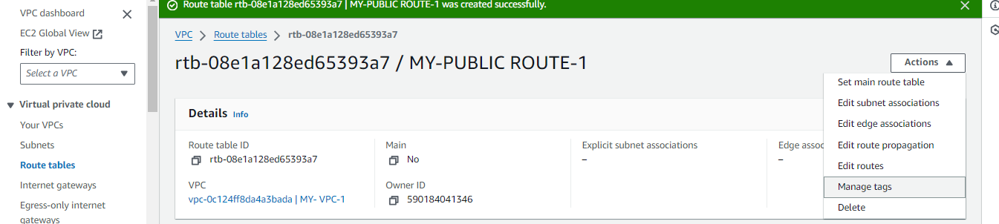 Route table rtb-08e1a128ed65393a7 | MY-PUBLIC ROUTE-1 was created successfully.
VPC dashboard
EC2 Global View
Filter by VPC:
Select a VPC
Virtual private cloud
Your VPCs
Subnets
Route tables
Internet gateways
Egress-only internet
gateways
VPC > Route tables > rtb-08e1a128ed65393a7
rtb-08e1a128ed65393a7 / MY-PUBLIC ROUTE-1
Actions
Set main route table
Edit subnet associations
Edit edge associations
Edit route propagation
Edit routes
Manage tags
Delete
Details Info
Route table ID
rtb-08e1a128ed65393a7
Main
No
Explicit subnet associations
–
Edge assoc
–
VPC
vpc-0c124ff8da4a3bada | MY- VPC-1
Owner ID
590184041346